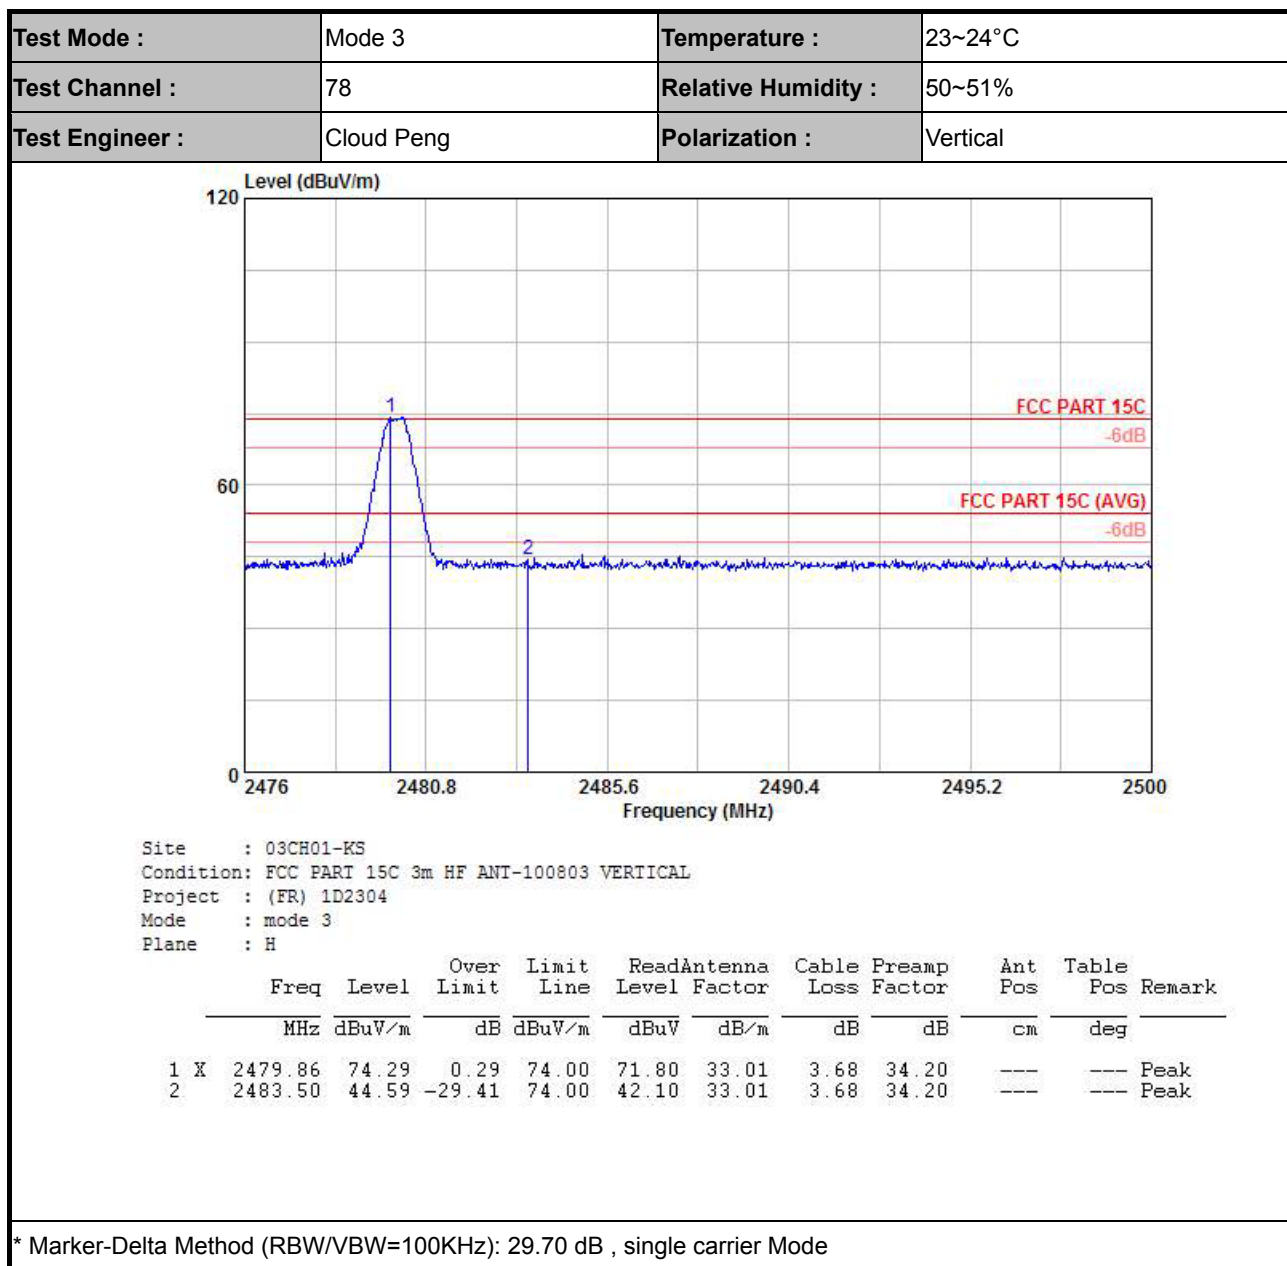 Test Mode : Mode 3 Temperature : 23~24°C
Test Channel : 78 Relative Humidity : 50~51%
Test Engineer : Cloud Peng Polarization : Vertical
Level (dBuV/m)
120
1
FCC PART 15C
-6dB
60
FCC PART 15C (AVG)
-6dB
2
0
2476 2480.8 2485.6 2490.4 2495.2 2500
Frequency (MHz)
Site : 03CH01-KS
Condition: FCC PART 15C 3m HF ANT-100803 VERTICAL
Project : (FR) 1D2304
Mode : mode 3
Plane : H
Over Limit ReadAntenna Cable Preamp Ant Table
Freq Level Limit Line Level Factor Loss Factor Pos Pos Remark
MHz dBuV/m dB dBuV/m dBuV dB/m dB dB cm deg
1 X 2479.86 74.29 0.29 74.00 71.80 33.01 3.68 34.20 --- --- Peak
2 2483.50 44.59 -29.41 74.00 42.10 33.01 3.68 34.20 --- --- Peak
* Marker-Delta Method (RBW/VBW=100KHz): 29.70 dB , single carrier Mode